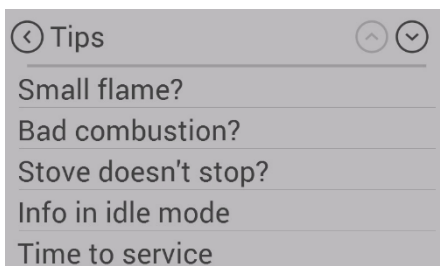 Tips
Small flame?
Bad combustion?
Stove doesn't stop?
Info in idle mode
Time to service